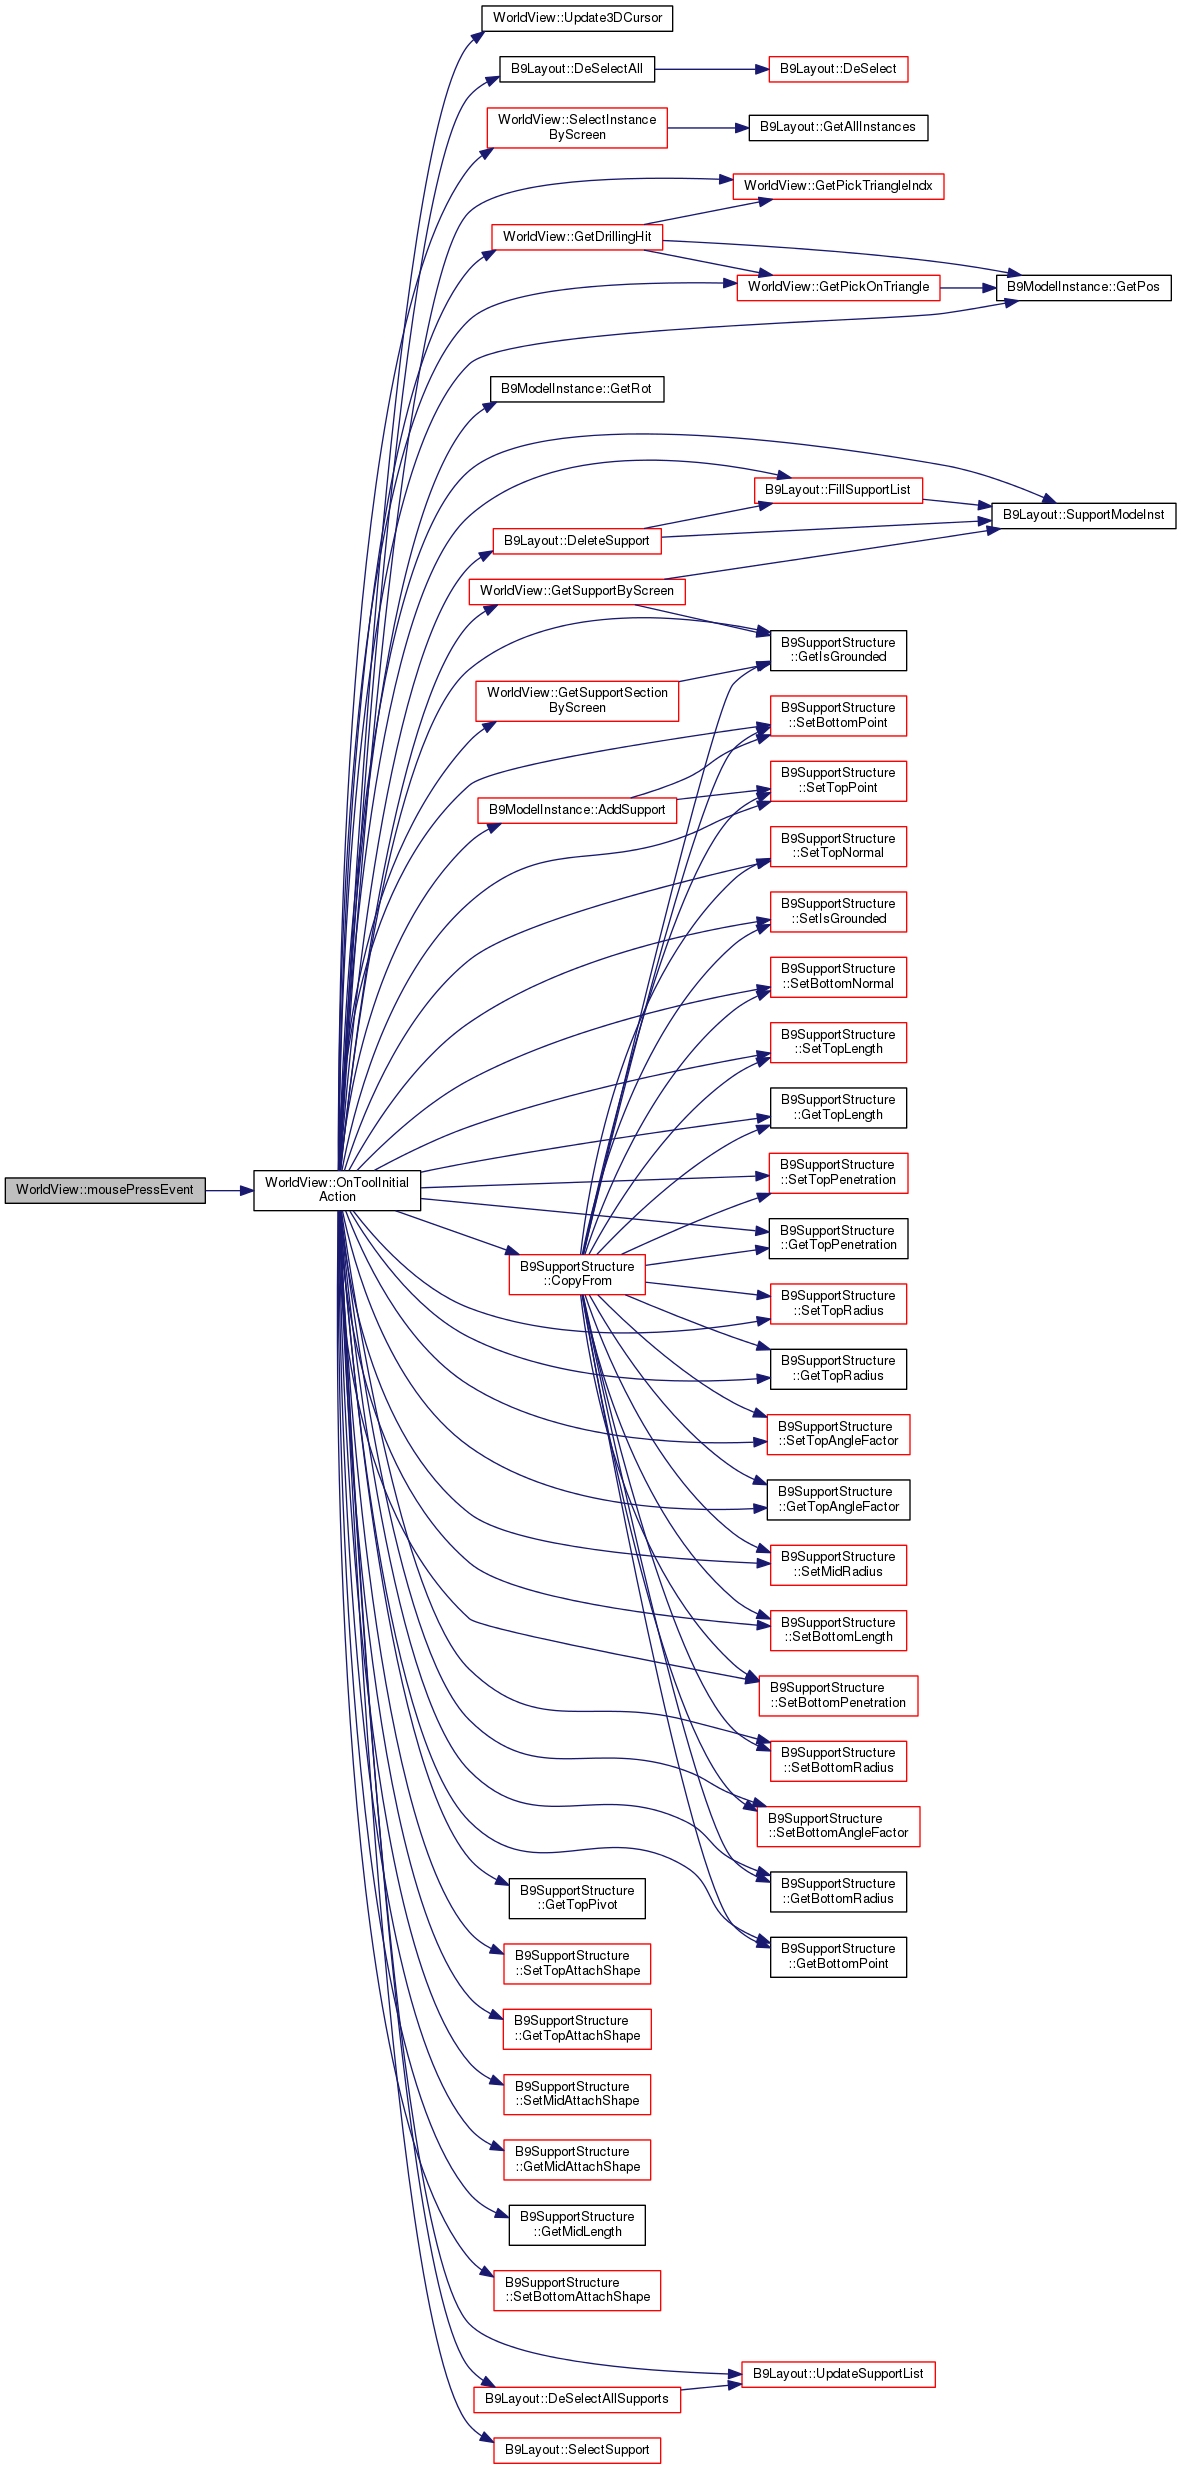 WorldView::Update3DCursor
B9Layout::DeSelectAll
B9Layout::DeSelect
WorldView::SelectInstance
ByScreen
B9Layout::GetAllInstances
WorldView::GetPickTriangleIndx
WorldView::GetDrillingHit
WorldView::GetPickOnTriangle
B9ModelInstance::GetPos
B9ModelInstance::GetRot
B9Layout::FillSupportList
B9Layout::SupportModeInst
B9Layout::DeleteSupport
WorldView::GetSupportByScreen
B9SupportStructure
::GetIsGrounded
WorldView::GetSupportSection
ByScreen
B9SupportStructure
::SetBottomPoint
B9SupportStructure
::SetTopPoint
B9ModelInstance::AddSupport
B9SupportStructure
::SetTopNormal
B9SupportStructure
::SetIsGrounded
B9SupportStructure
::SetBottomNormal
B9SupportStructure
::SetTopLength
B9SupportStructure
::GetTopLength
WorldView::mousePressEvent
WorldView::OnToolInitial
Action
B9SupportStructure
::SetTopPenetration
B9SupportStructure
::GetTopPenetration
B9SupportStructure
::CopyFrom
B9SupportStructure
::SetTopRadius
B9SupportStructure
::GetTopRadius
B9SupportStructure
::SetTopAngleFactor
B9SupportStructure
::GetTopAngleFactor
B9SupportStructure
::SetMidRadius
B9SupportStructure
::SetBottomLength
B9SupportStructure
::SetBottomPenetration
B9SupportStructure
::SetBottomRadius
B9SupportStructure
::SetBottomAngleFactor
B9SupportStructure
::GetBottomRadius
B9SupportStructure
::GetTopPivot
B9SupportStructure
::GetBottomPoint
B9SupportStructure
::SetTopAttachShape
B9SupportStructure
::GetTopAttachShape
B9SupportStructure
::SetMidAttachShape
B9SupportStructure
::GetMidAttachShape
B9SupportStructure
::GetMidLength
B9SupportStructure
::SetBottomAttachShape
B9Layout::UpdateSupportList
B9Layout::DeSelectAllSupports
B9Layout::SelectSupport